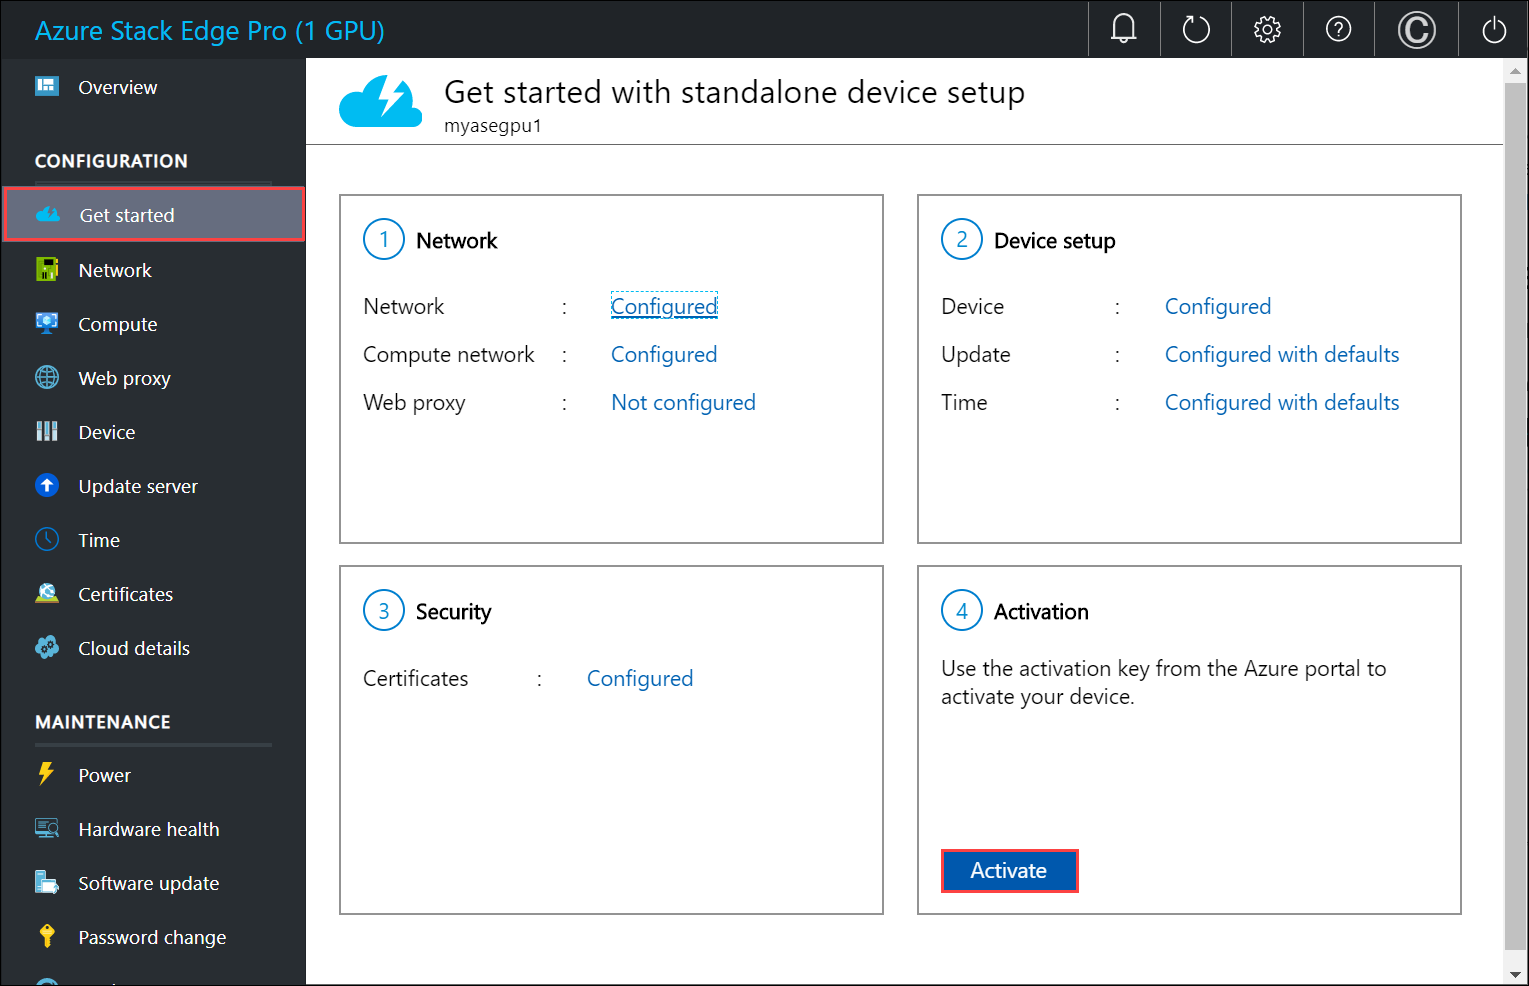 Azure Stack Edge Pro (1 GPU)
Overview
CONFIGURATION
Get started
Network
Compute
Web proxy
Device
Update server
Time
Certificates
Cloud details
MAINTENANCE
Power
Hardware health
Software update
Password change
Get started with standalone device setup
myasegpu1
1 Network
Network : Configured
Compute network : Configured
Web proxy : Not configured
2 Device setup
Device : Configured
Update : Configured with defaults
Time : Configured with defaults
3 Security
Certificates : Configured
4 Activation
Use the activation key from the Azure portal to
activate your device.
Activate